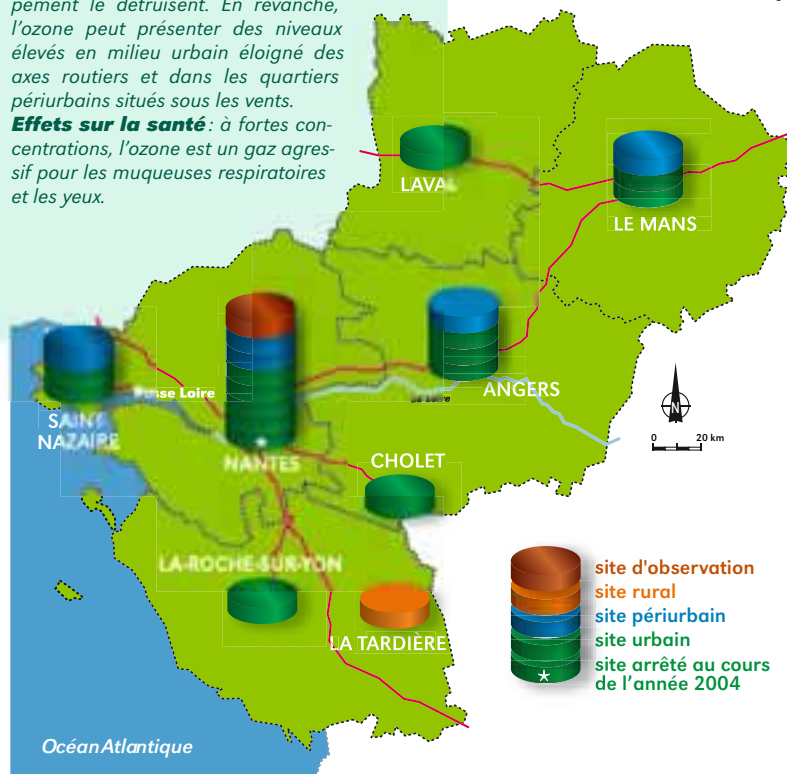 pement le détruisent. En revanche,
l'ozone peut présenter des niveaux
élevés en milieu urbain éloigné des
axes routiers et dans les quartiers
périurbains situés sous les vents.
Effets sur la santé : à fortes con-
centrations, l'ozone est un gaz agres-
sif pour les muqueuses respiratoires
et les yeux.
LAVAL
LE MANS
Basse Loire
La Loire
ANGERS
SAINT
NAZAIRE
NANTES
CHOLET
N
0 20 km
LA-ROCHE-SUR-YON
LA TARDIÈRE
site d'observation
site rural
site périurbain
site urbain
site arrêté au cours
de l'année 2004
Océan Atlantique